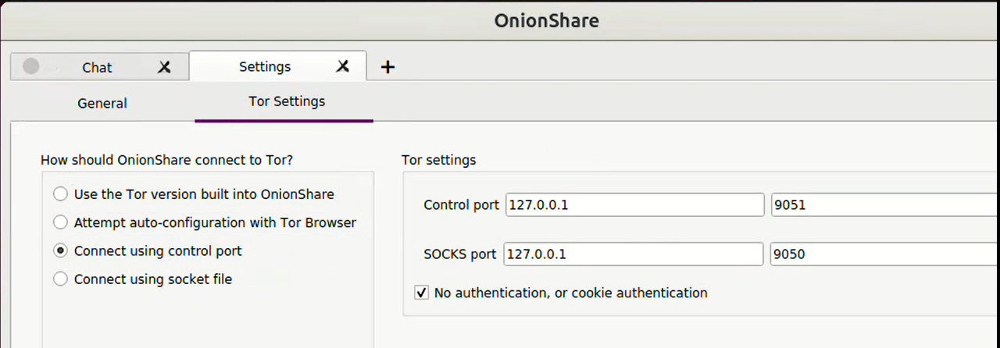 OnionShare
Chat
Settings
+
General
Tor Settings
How should OnionShare connect to Tor?
Use the Tor version built into OnionShare
Attempt auto-configuration with Tor Browser
Connect using control port
Connect using socket file
Tor settings
Control port 127.0.0.1 9051
SOCKS port 127.0.0.1 9050
No authentication, or cookie authentication